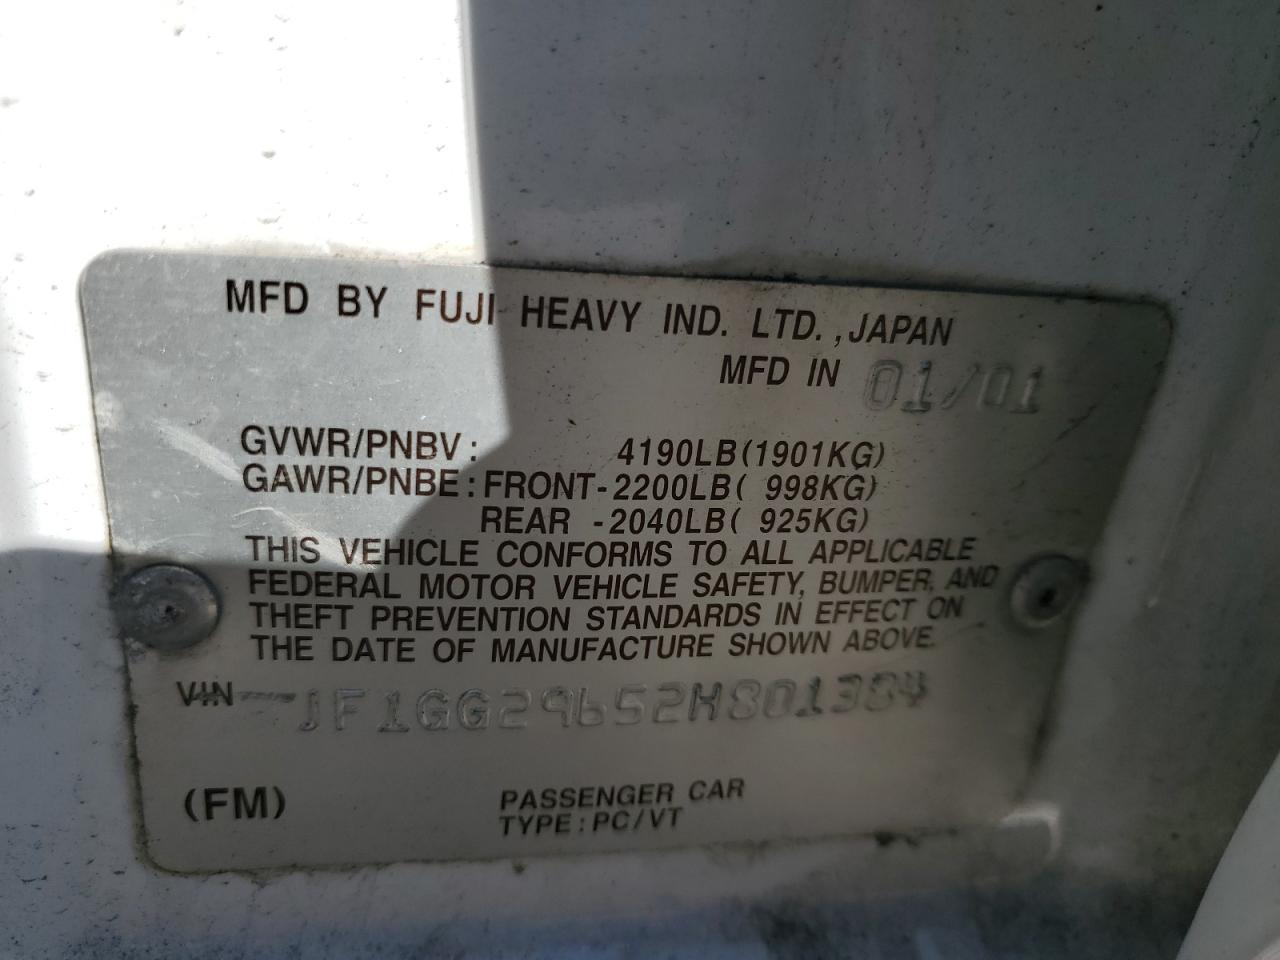 MFD BY FUJI HEAVY IND. LTD. ,JAPAN
MFD IN 01/01
GVWR/PNBV : 4190LB(1901KG)
GAWR/PNBE : FRONT-2200LB( 998KG)
REAR -2040LB( 925KG)
THIS VEHICLE CONFORMS TO ALL APPLICABLE
FEDERAL MOTOR VEHICLE SAFETY, BUMPER, AND
THEFT PREVENTION STANDARDS IN EFFECT ON
THE DATE OF MANUFACTURE SHOWN ABOVE.
VIN JF1GG29652H801384
(FM) PASSENGER CAR
TYPE : PC/VT